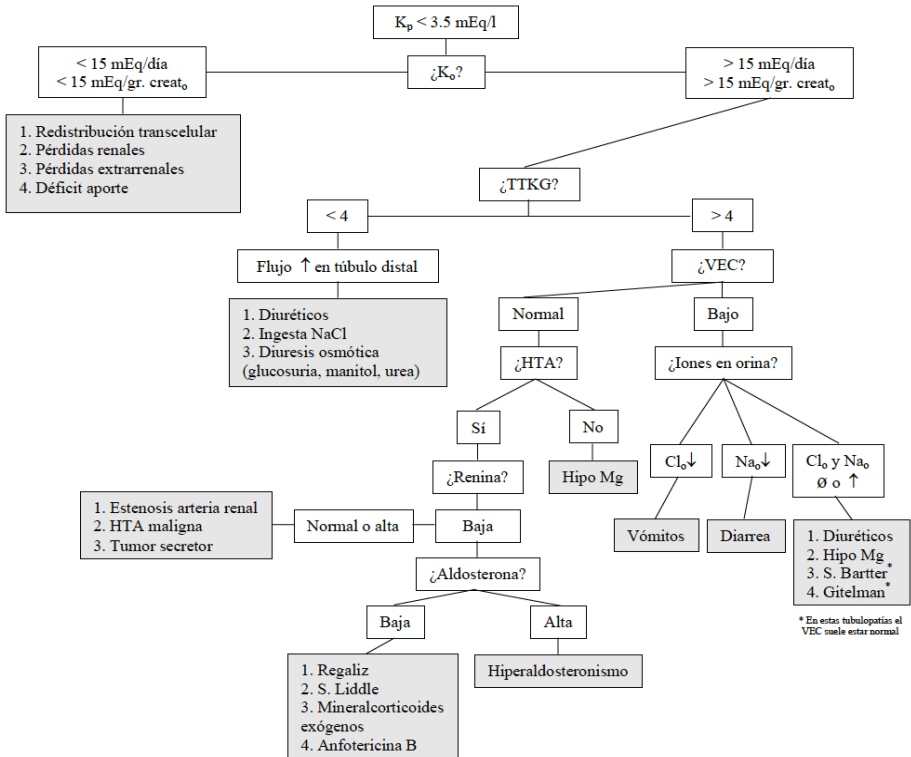 Kp < 3.5 mEq/l
< 15 mEq/día
< 15 mEq/gr. creato
¿Ko?
> 15 mEq/día
> 15 mEq/gr. creato
1. Redistribución transcelular
2. Pérdidas renales
3. Pérdidas extrarrenales
4. Déficit aporte
¿TTKG?
< 4
> 4
Flujo ↑ en túbulo distal
¿VEC?
1. Diuréticos
2. Ingesta NaCl
3. Diuresis osmótica
(glucosuria, manitol, urea)
Normal
Bajo
¿HTA?
¿Iones en orina?
Sí
No
Clo↓
Nao↓
Clo y Nao
Ø o ↑
¿Renina?
Hipo Mg
1. Estenosis arteria renal
2. HTA maligna
3. Tumor secretor
Normal o alta
Baja
Vómitos
Diarrea
1. Diuréticos
2. Hipo Mg
3. S. Bartter*
4. Gitelman*
¿Aldosterona?
* En estas tubulopatías el
VEC suele estar normal
Baja
Alta
1. Regaliz
2. S. Liddle
3. Mineralcorticoides
exógenos
4. Anfotericina B
Hiperaldosteronismo